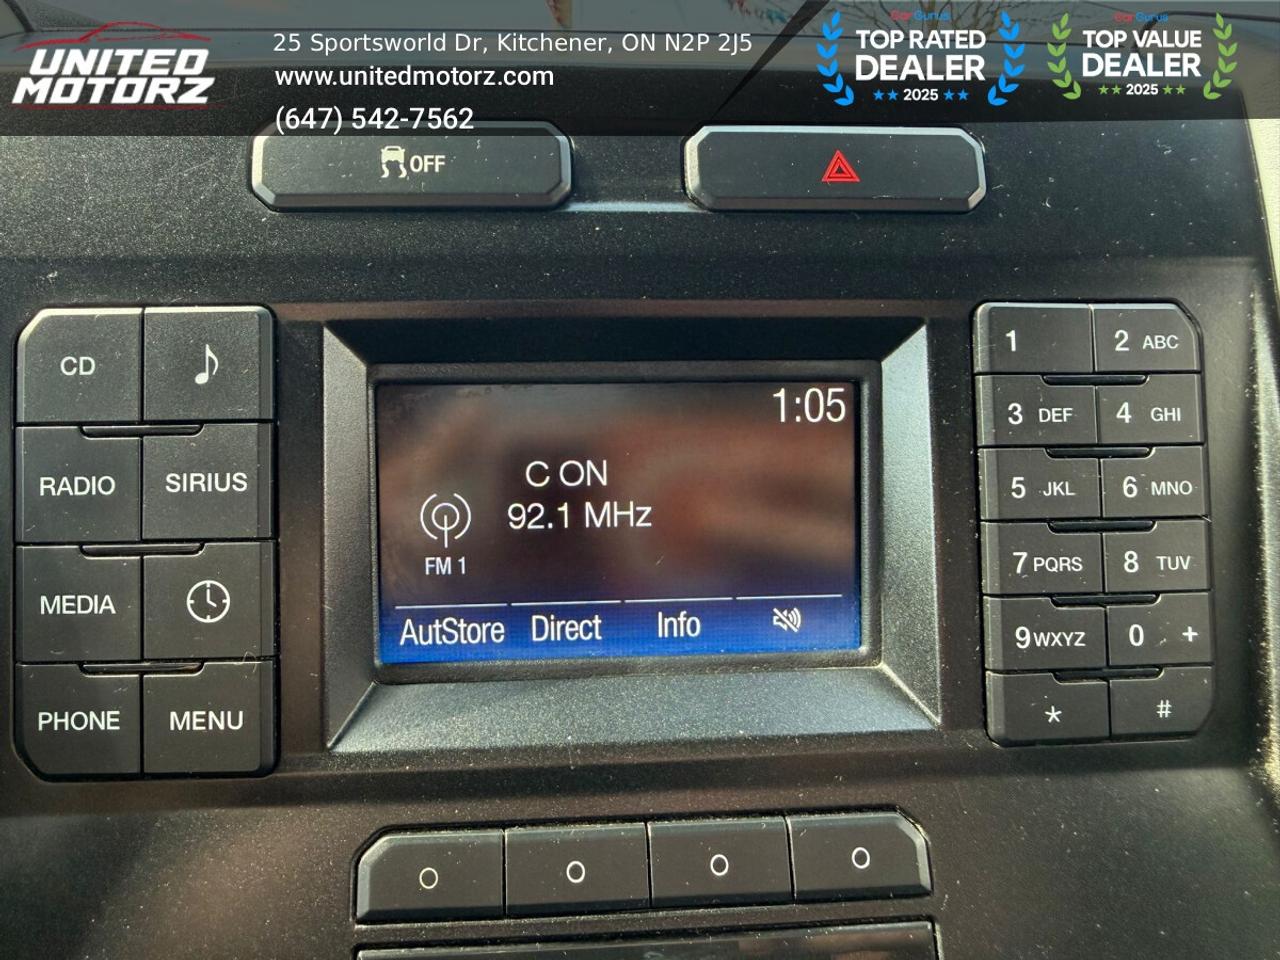 UNITED
MOTORZ
25 Sportsworld Dr, Kitchener, ON N2P 2J5
www.unitedmotorz.com
(647) 542-7562
CarGurus
TOP RATED
DEALER
2025
CarGurus
TOP VALUE
DEALER
2025
OFF
CD
RADIO
SIRIUS
MEDIA
PHONE
MENU
1:05
C ON
92.1 MHz
FM 1
AutStore Direct Info
1
2 ABC
3 DEF
4 GHI
5 JKL
6 MNO
7 PQRS
8 TUV
9 WXYZ
0 +
*
#